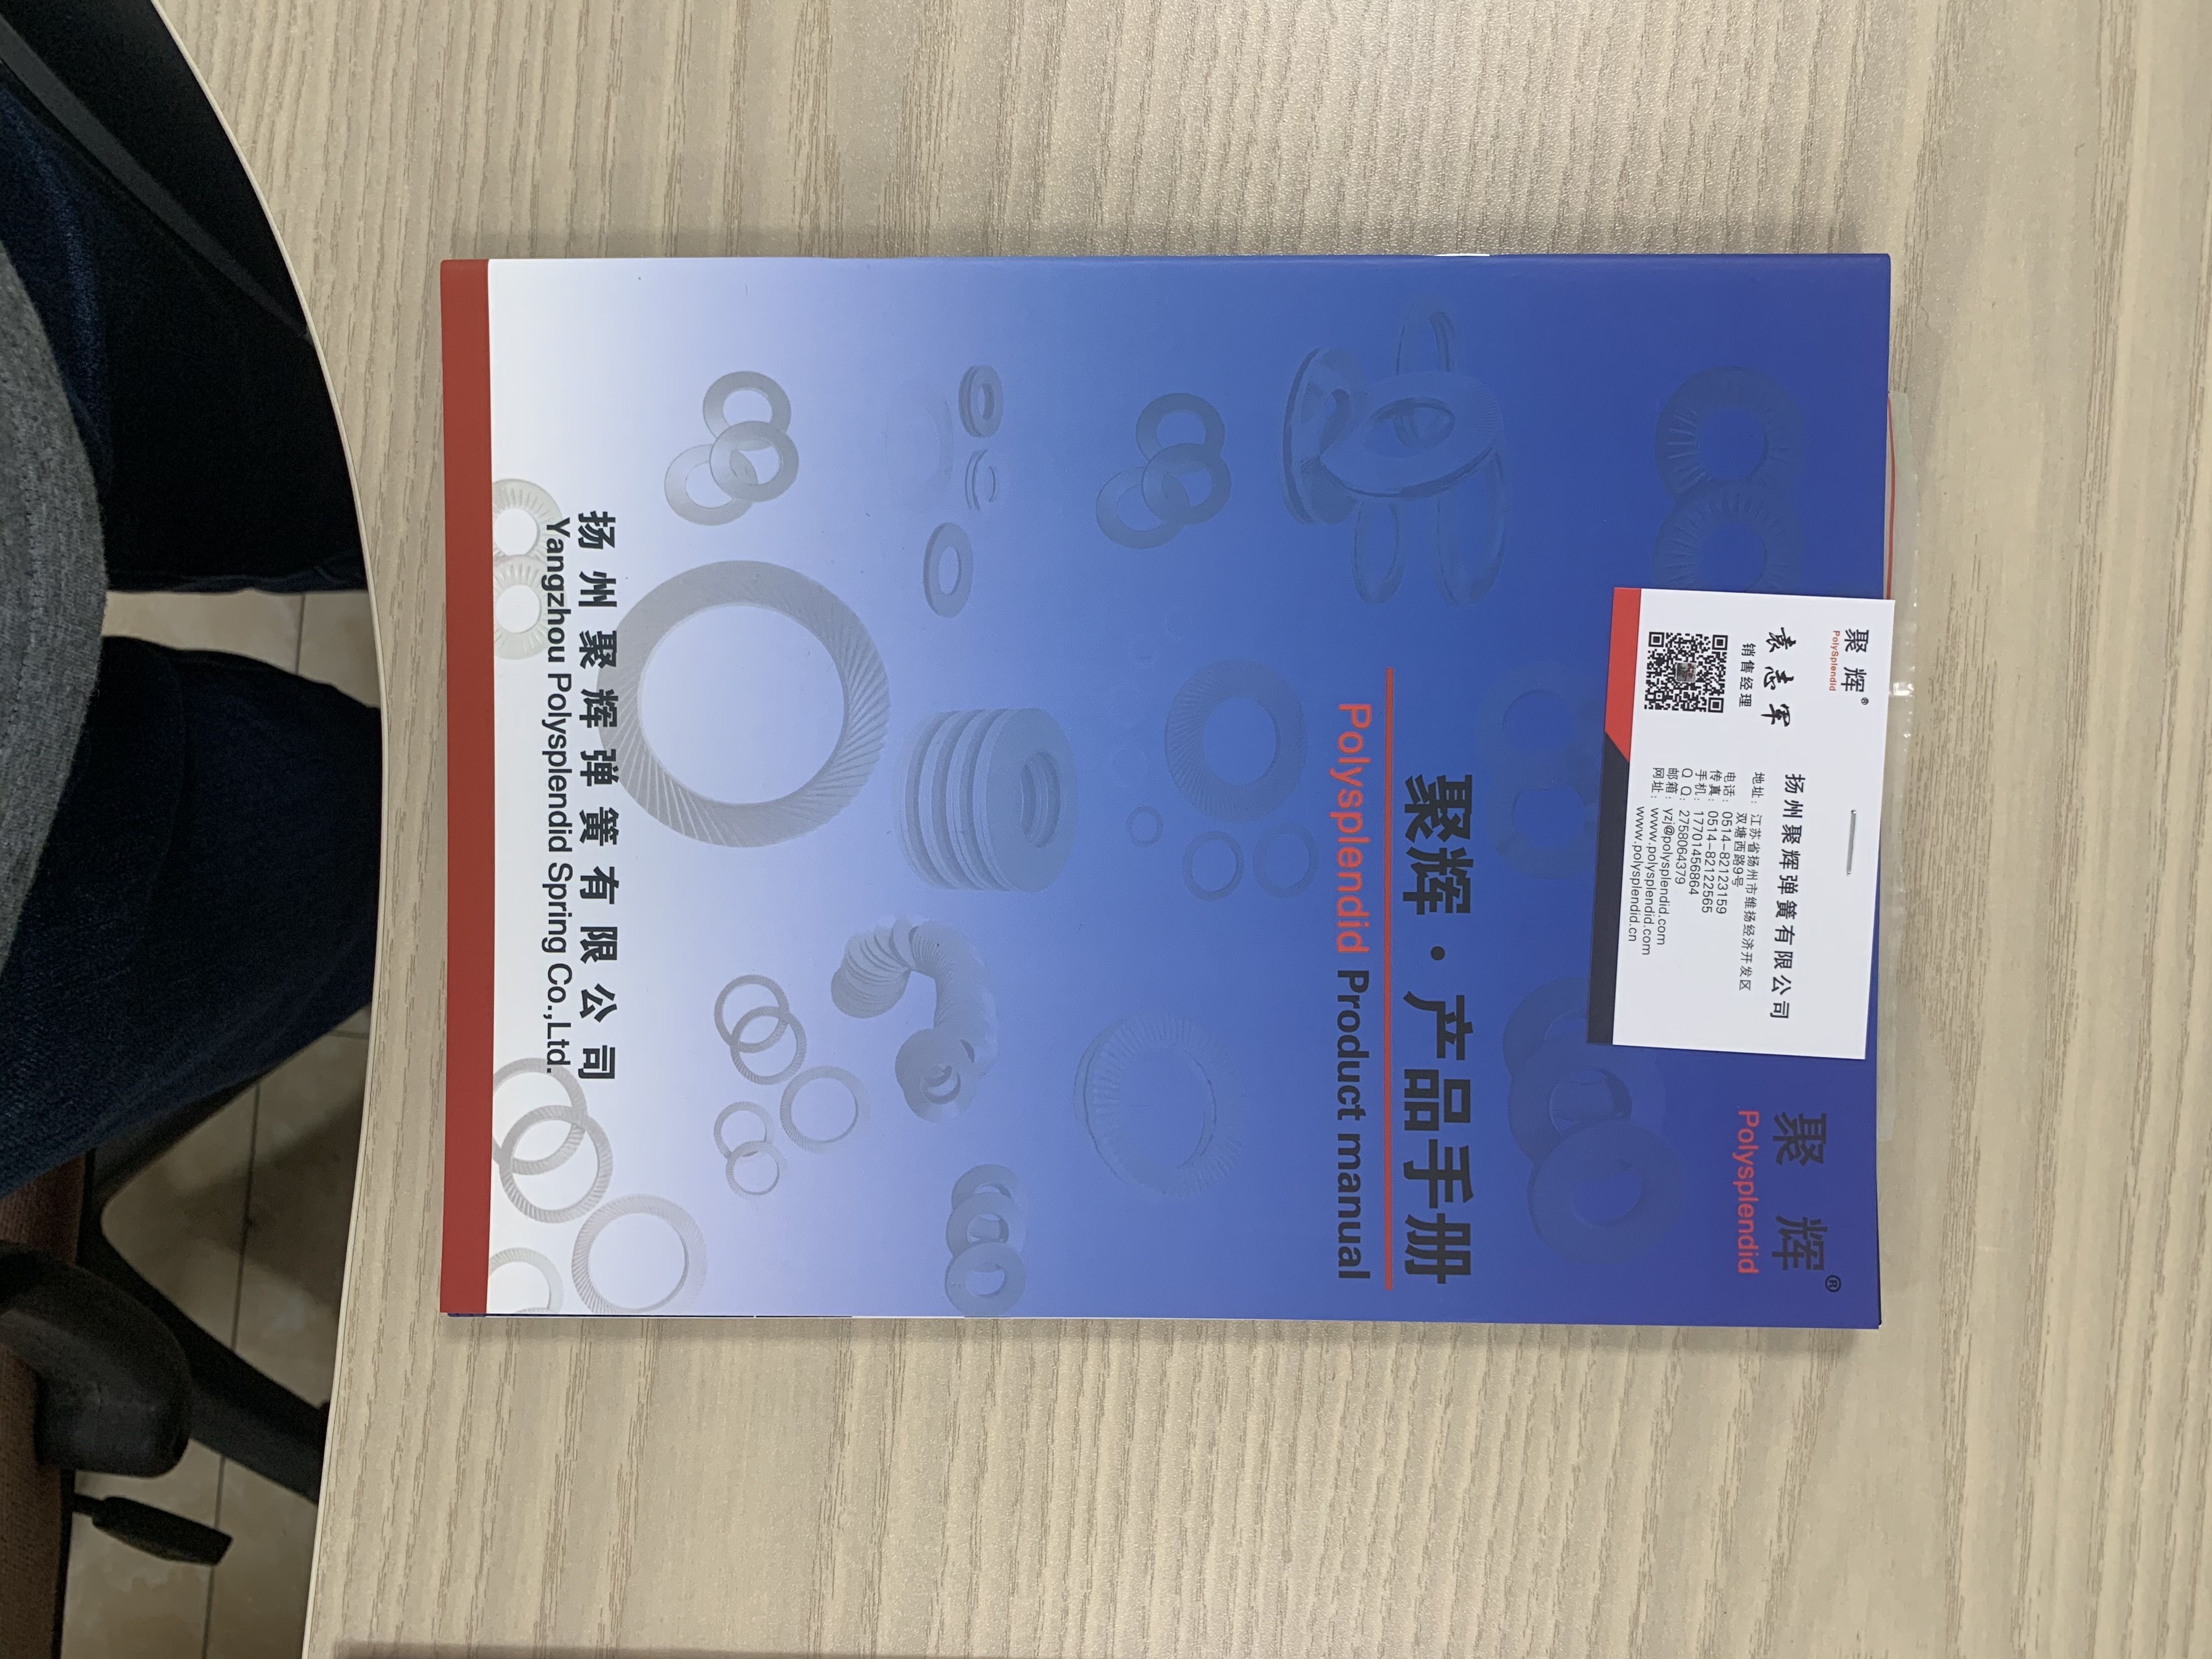 聚辉®
PolySplendid
袁志军
销售经理
扬州聚辉弹簧有限公司
地址：江苏省扬州市维扬经济开发区
双塘西路9号
电话：0514-82123159
传真：0514-82122565
手机：17701456864
Q Q：2758064379
邮箱：yzj@polysplendid.com
网址：www.polysplendid.com
www.polysplendid.cn
聚辉®
Polysplendid
聚辉·产品手册
Polysplendid Product manual
扬州聚辉弹簧有限公司
Yangzhou Polysplendid Spring Co.,Ltd.